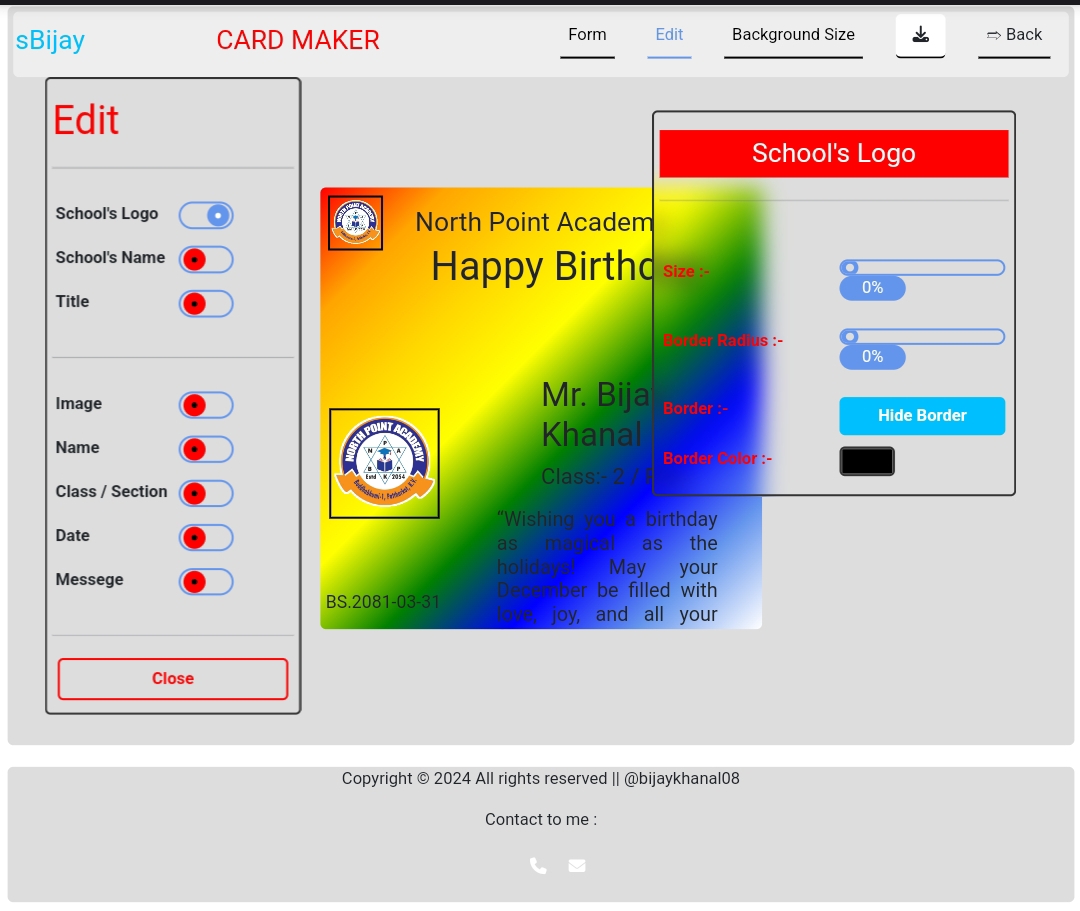 sBijay
CARD MAKER
Form
Edit
Background Size
⇨ Back
Edit
School's Logo
School's Name
Title
Image
Name
Class / Section
Date
Messege
Close
North Point Academ
Happy Birthd
NORTH POINT ACADEMY
Estd 2054
Mr. Bija
Khanal
Class:- 2 /
“Wishing you a birthday
as magical as the
holidays! May your
December be filled with
love, joy, and all your
BS.2081-03-31
School's Logo
Size :-
0%
Border Radius :-
0%
Border :-
Hide Border
Border Color :-
Copyright © 2024 All rights reserved || @bijaykhanal08
Contact to me :